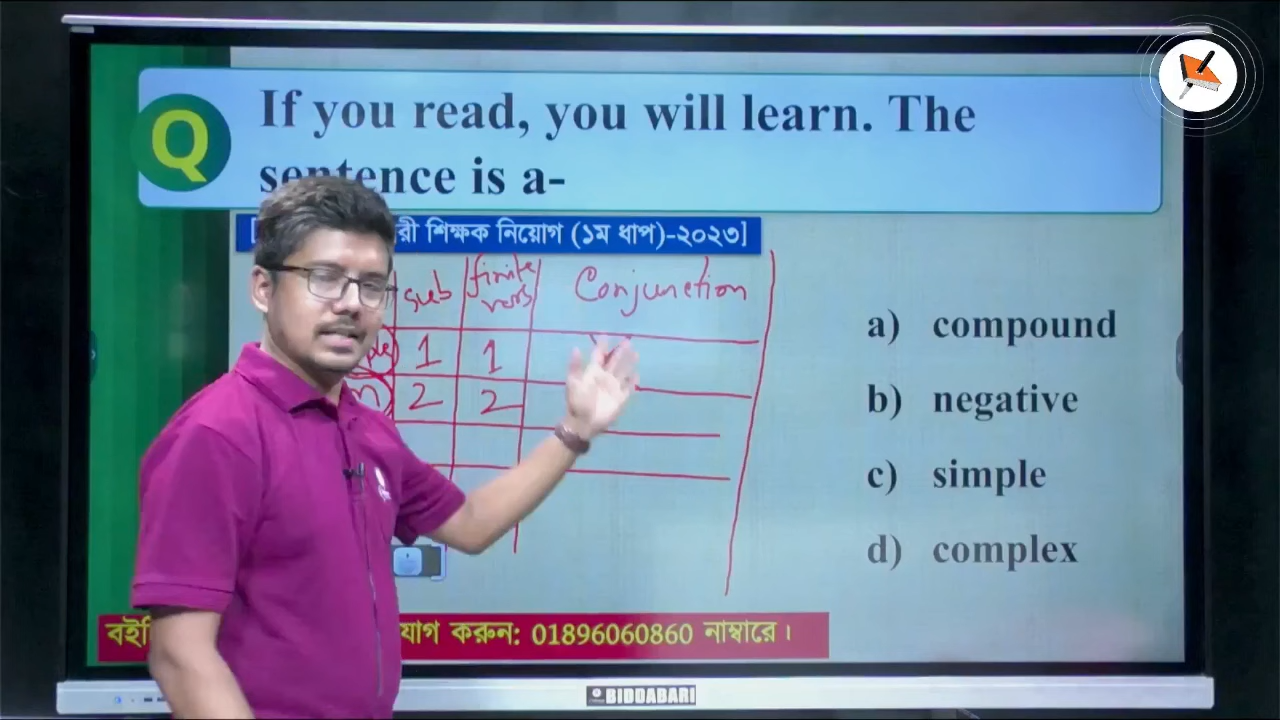 Q
If you read, you will learn. The
sentence is a-
শিক্ষক নিয়োগ (১ম ধাপ)-২০২৩]
sub finite verb Conjunction
1 1
2 2
a) compound
b) negative
c) simple
d) complex
করুন: 01896060860 নাম্বারে।
BIDDABARI